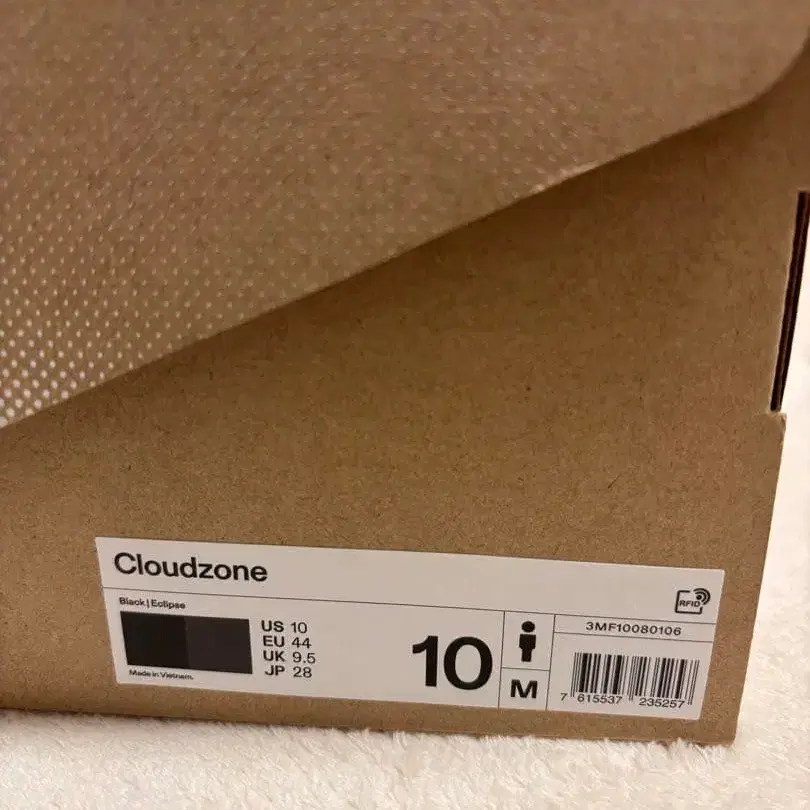 Cloudzone
Black | Eclipse
RFID
US 10
EU 44
UK 9.5
JP 28
Made in Vietnam.
10
M
3MF10080106
7 615537 235257